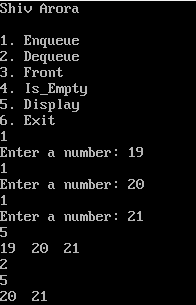 Shiv Arora
1. Enqueue
2. Dequeue
3. Front
4. Is_Empty
5. Display
6. Exit
1
Enter a number: 19
1
Enter a number: 20
1
Enter a number: 21
5
19  20  21
2
5
20  21